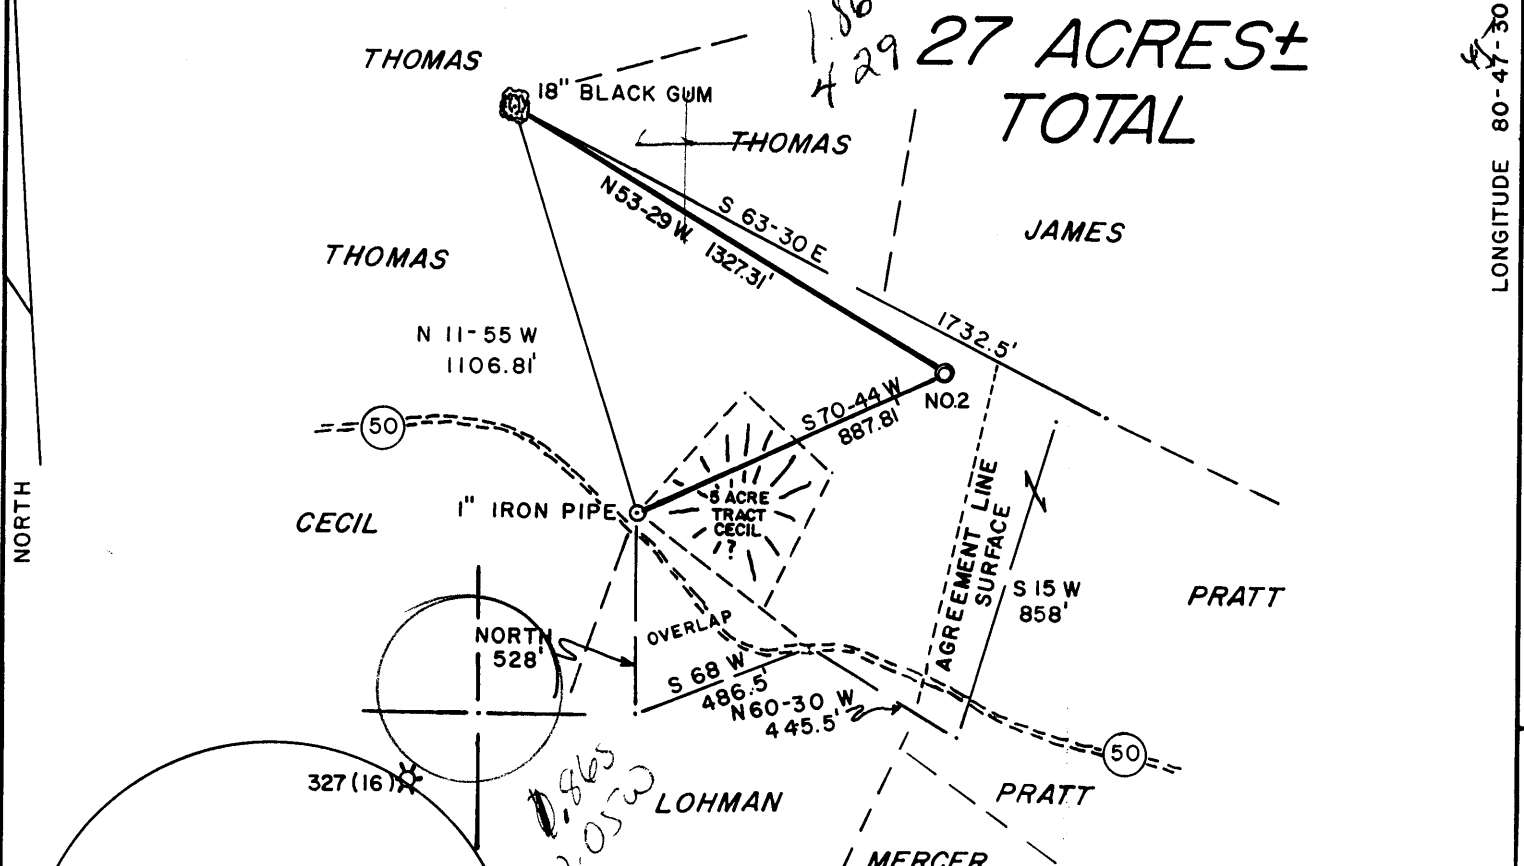 27 ACRES±
TOTAL
1.86
4 29
THOMAS
18" BLACK GUM
THOMAS
LONGITUDE 80-47-30
N 53-29 W 1327.31'
S 63-30 E
1732.5'
JAMES
THOMAS
N 11-55 W
1106.81'
50
S 70-44 W
887.81'
NO.2
NORTH
CECIL
1" IRON PIPE
5 ACRE
TRACT
CECIL
?
AGREEMENT LINE
SURFACE
S 15 W
858'
PRATT
NORTH
528'
OVERLAP
S 68 W
486.5'
N 60-30 W
445.5'
50
327(16)
LOHMAN
PRATT
MERCER